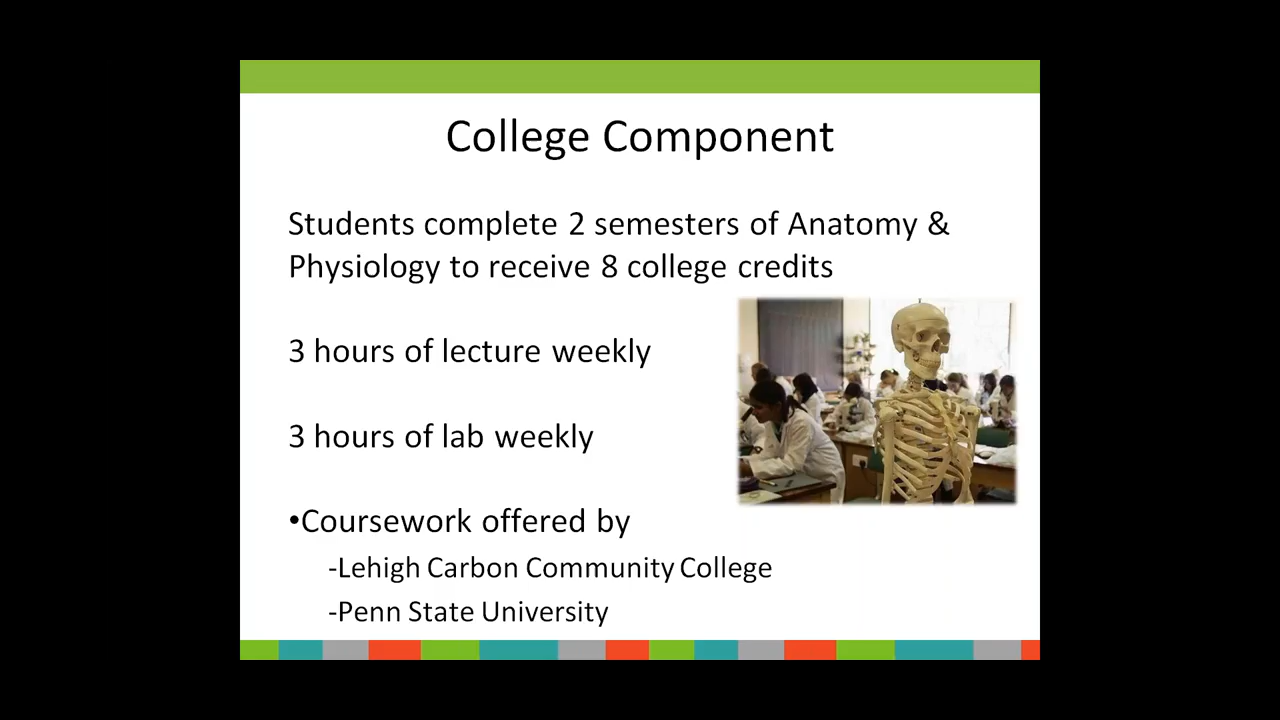 College Component
Students complete 2 semesters of Anatomy &
Physiology to receive 8 college credits
3 hours of lecture weekly
3 hours of lab weekly
•Coursework offered by
-Lehigh Carbon Community College
-Penn State University